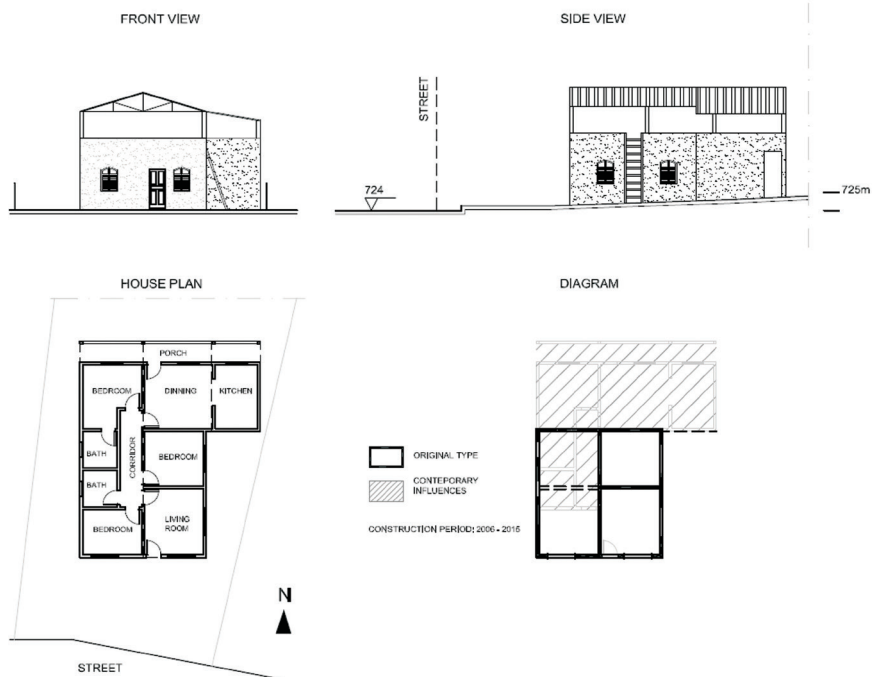 FRONT VIEW
SIDE VIEW
STREET
724
725m
HOUSE PLAN
DIAGRAM
PORCH
BEDROOM
DINNING
KITCHEN
BATH
CORRIDOR
BEDROOM
BATH
LIVING
ROOM
BEDROOM
N
STREET
ORIGINAL TYPE
CONTEPORARY
INFLUENCES
CONSTRUCTION PERIOD: 2006 - 2015